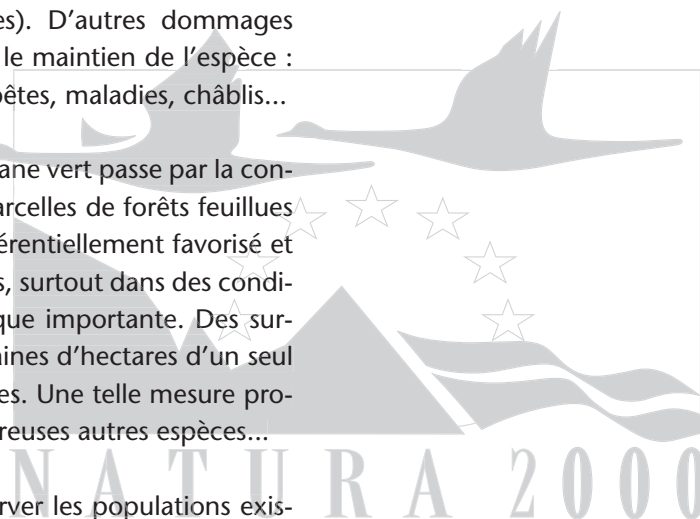 es). D’autres dommages
le maintien de l’espèce :
pêtes, maladies, châblis...
ane vert passe par la con-
arcelles de forêts feuillues
érentiellement favorisé et
s, surtout dans des condi-
que importante. Des sur-
aines d’hectares d’un seul
es. Une telle mesure pro-
reuses autres espèces...
NATURA 2000
rver les populations exis-